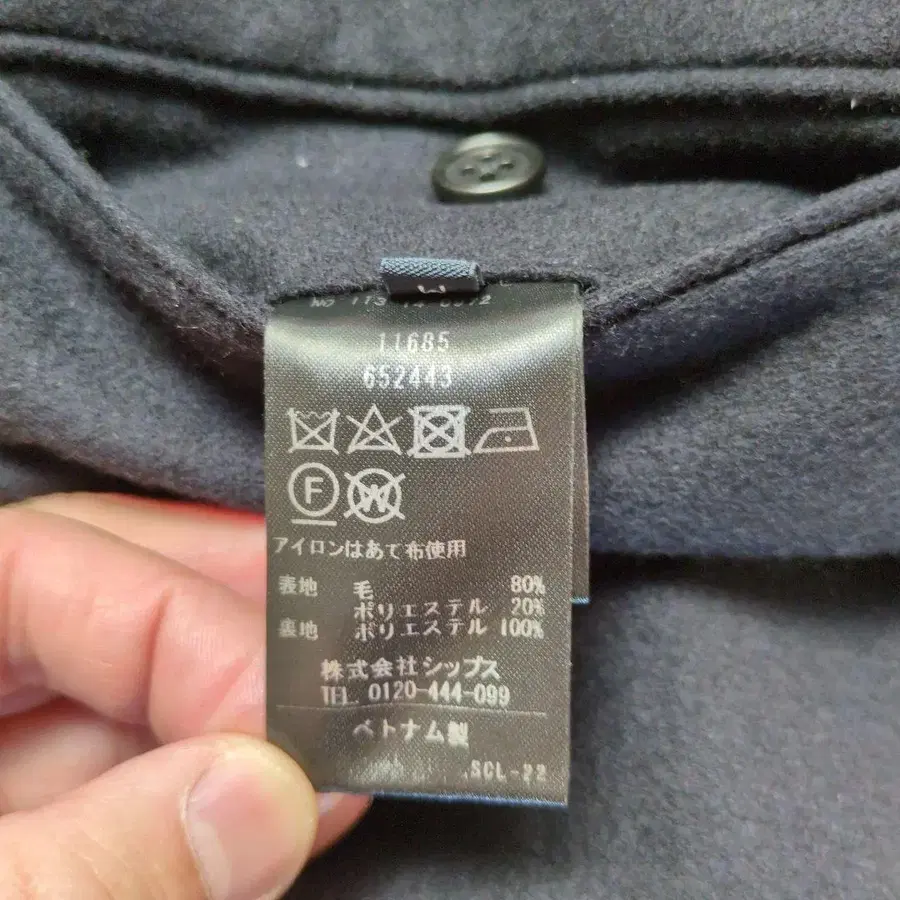 M
11685
652443
F
W
アイロンはあて布使用
表地 毛 80%
ポリエステル 20%
裏地 ポリエステル 100%
株式会社シップス
TEL. 0120-444-099
ベトナム製
SCL-22